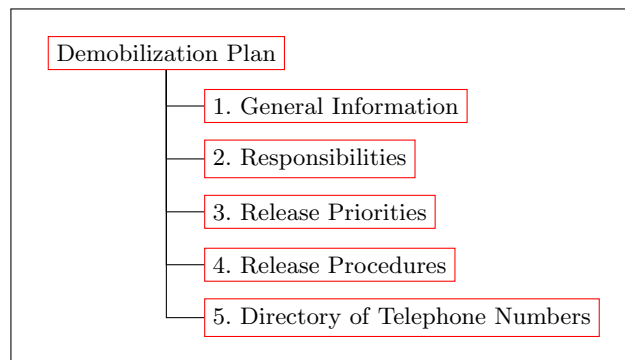 Demobilization Plan
1. General Information
2. Responsibilities
3. Release Priorities
4. Release Procedures
5. Directory of Telephone Numbers